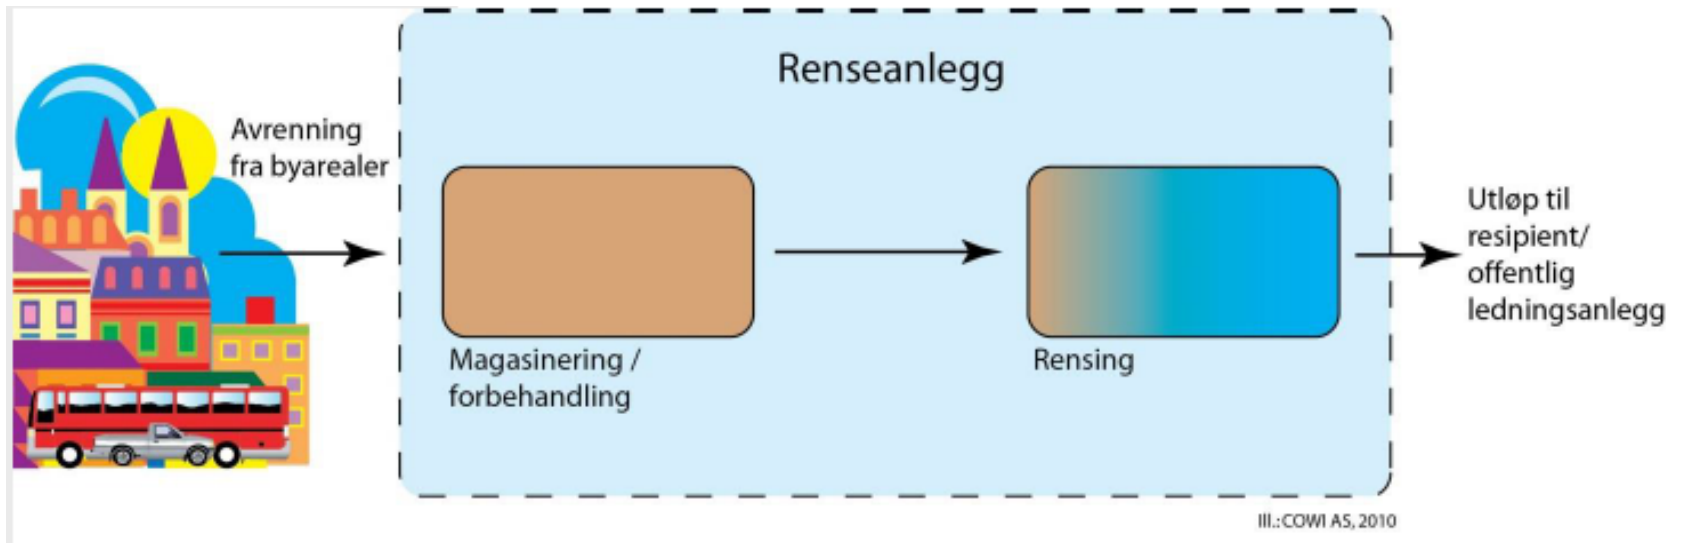 Renseanlegg
Avrenning
fra byarealer
Magasinering /
forbehandling
Rensing
Utløp til
resipient/
offentlig
ledningsanlegg
Ill.: COWI AS, 2010